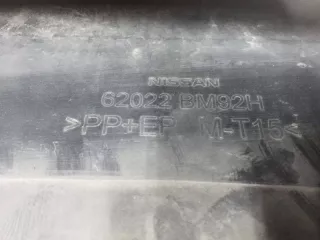 NISSAN
62022 BM92H
>PP+EP M-T15<